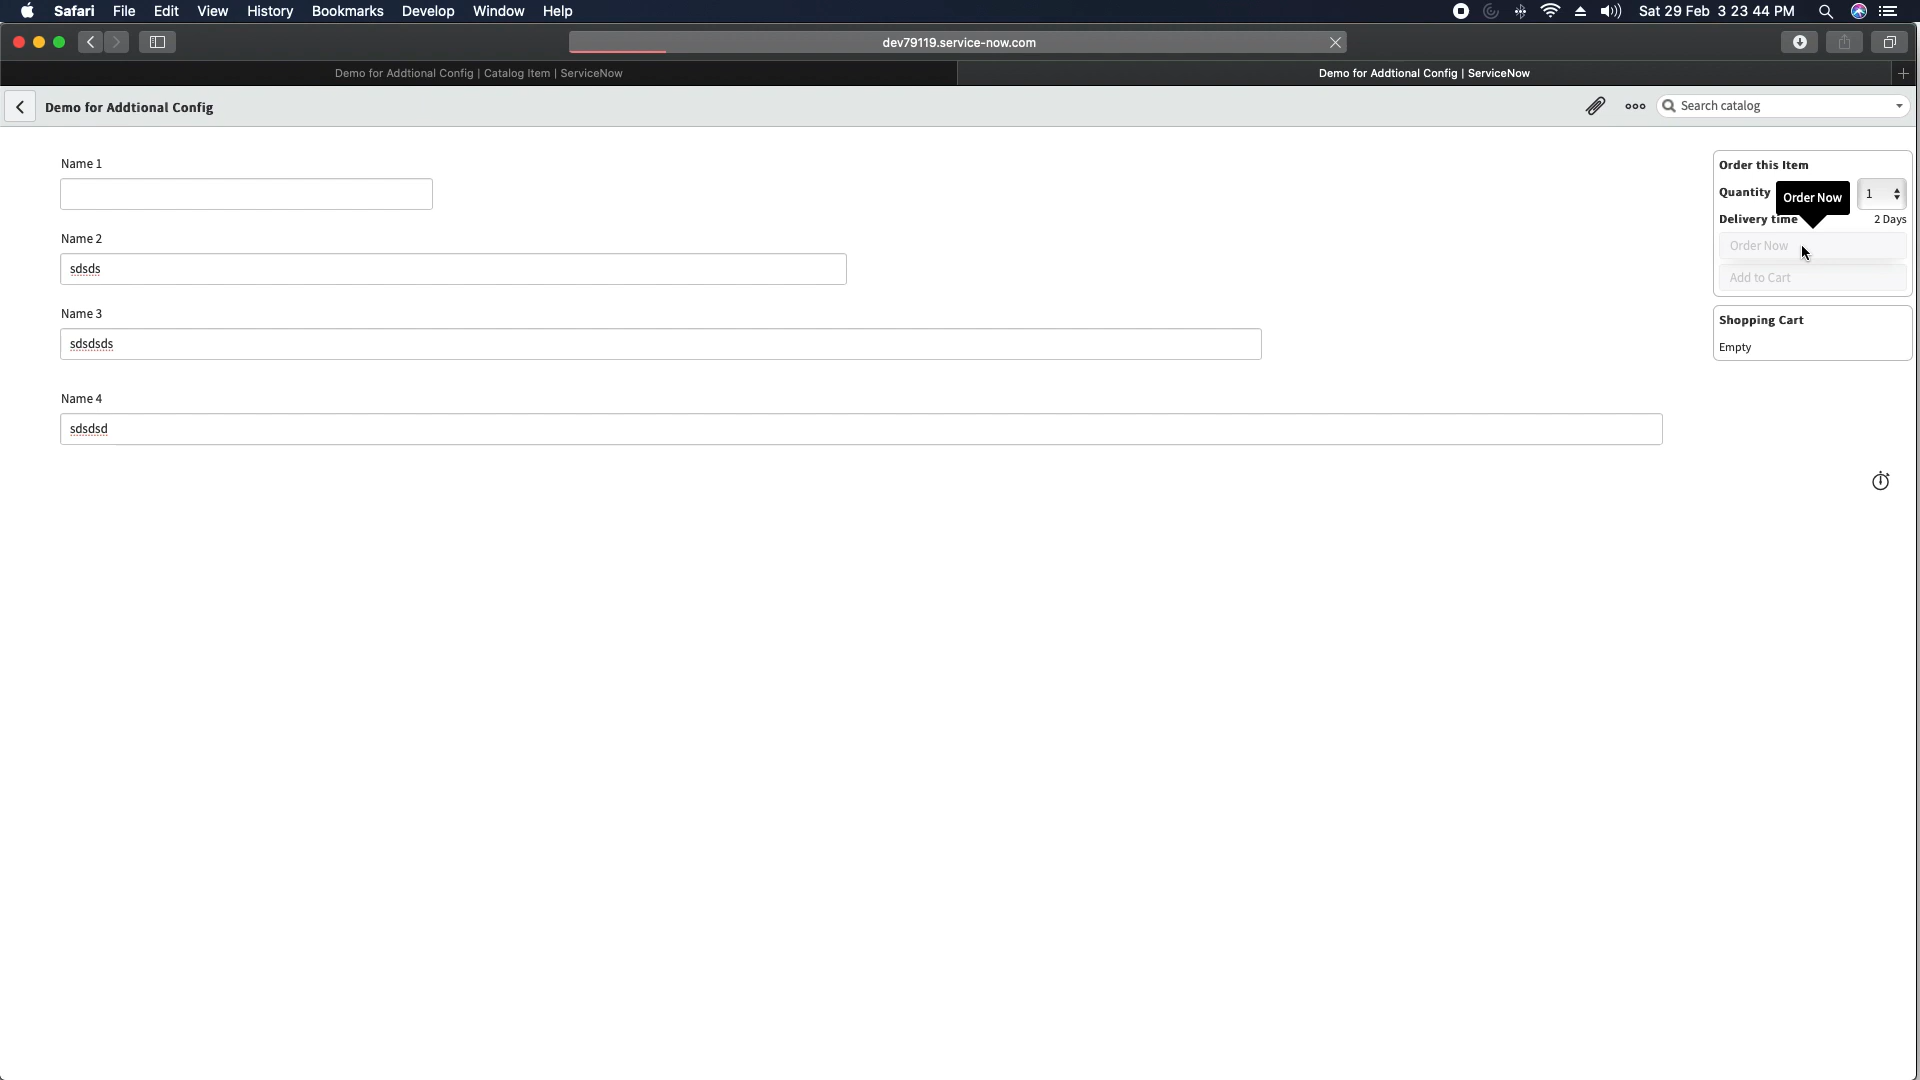 Safari File Edit View History Bookmarks Develop Window Help Sat 29 Feb 3 23 44 PM
dev79119.service-now.com
Demo for Addtional Config | Catalog Item | ServiceNow
Demo for Addtional Config | ServiceNow
Demo for Addtional Config
Search catalog
Name 1
Name 2
sdsds
Name 3
sdsdsds
Name 4
sdsdsd
Order this Item
Quantity 1
Order Now
Delivery time 2 Days
Order Now
Add to Cart
Shopping Cart
Empty